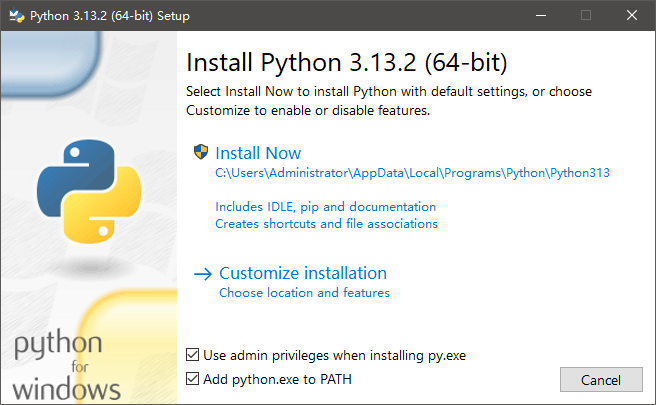 Python 3.13.2 (64-bit) Setup
Install Python 3.13.2 (64-bit)
Select Install Now to install Python with default settings, or choose
Customize to enable or disable features.
Install Now
C:\Users\Administrator\AppData\Local\Programs\Python\Python313
Includes IDLE, pip and documentation
Creates shortcuts and file associations
Customize installation
Choose location and features
python
for
windows
Use admin privileges when installing py.exe
Add python.exe to PATH
Cancel